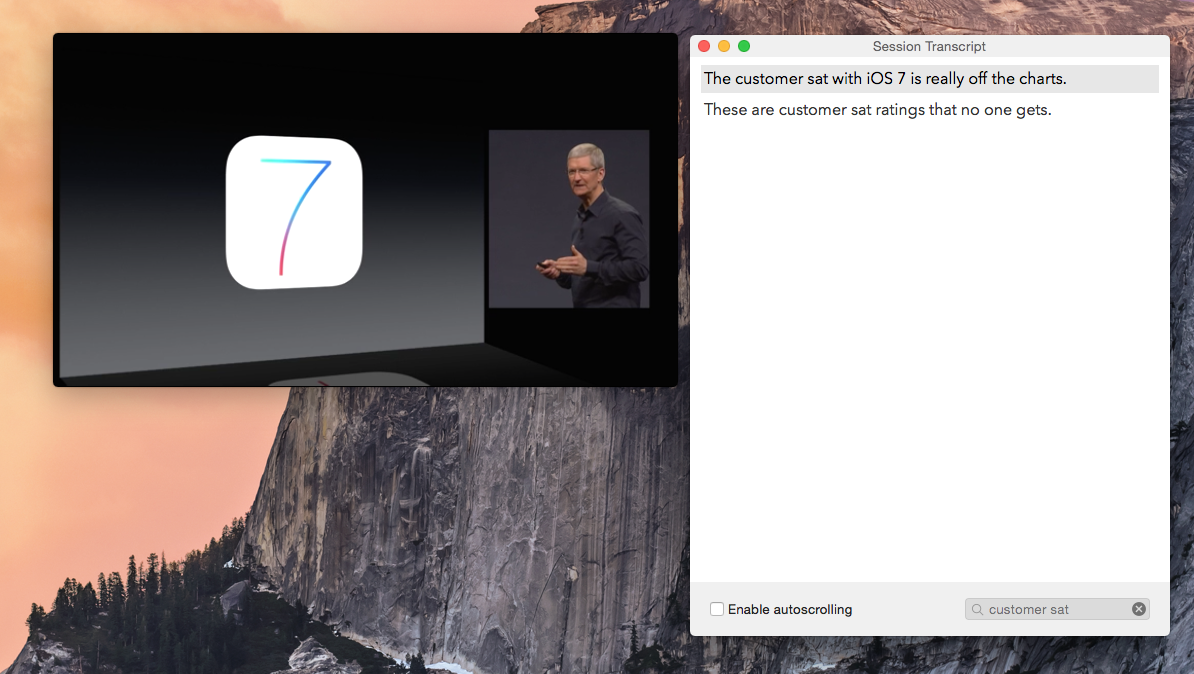 7
Session Transcript
The customer sat with iOS 7 is really off the charts.
These are customer sat ratings that no one gets.
Enable autoscrolling
customer sat